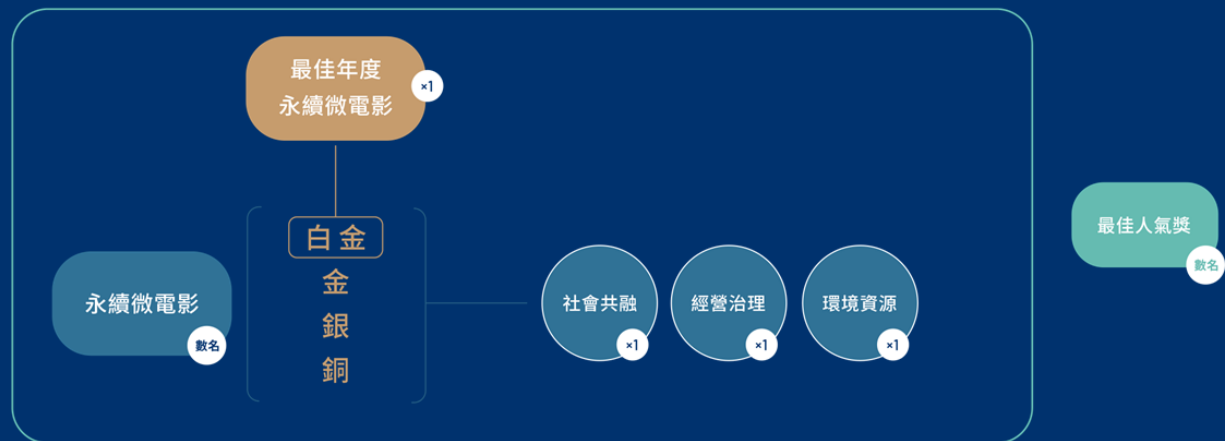 最佳年度
永續微電影
×1
白金
金
銀
銅
永續微電影
數名
社會共融
×1
經營治理
×1
環境資源
×1
最佳人氣獎
數名